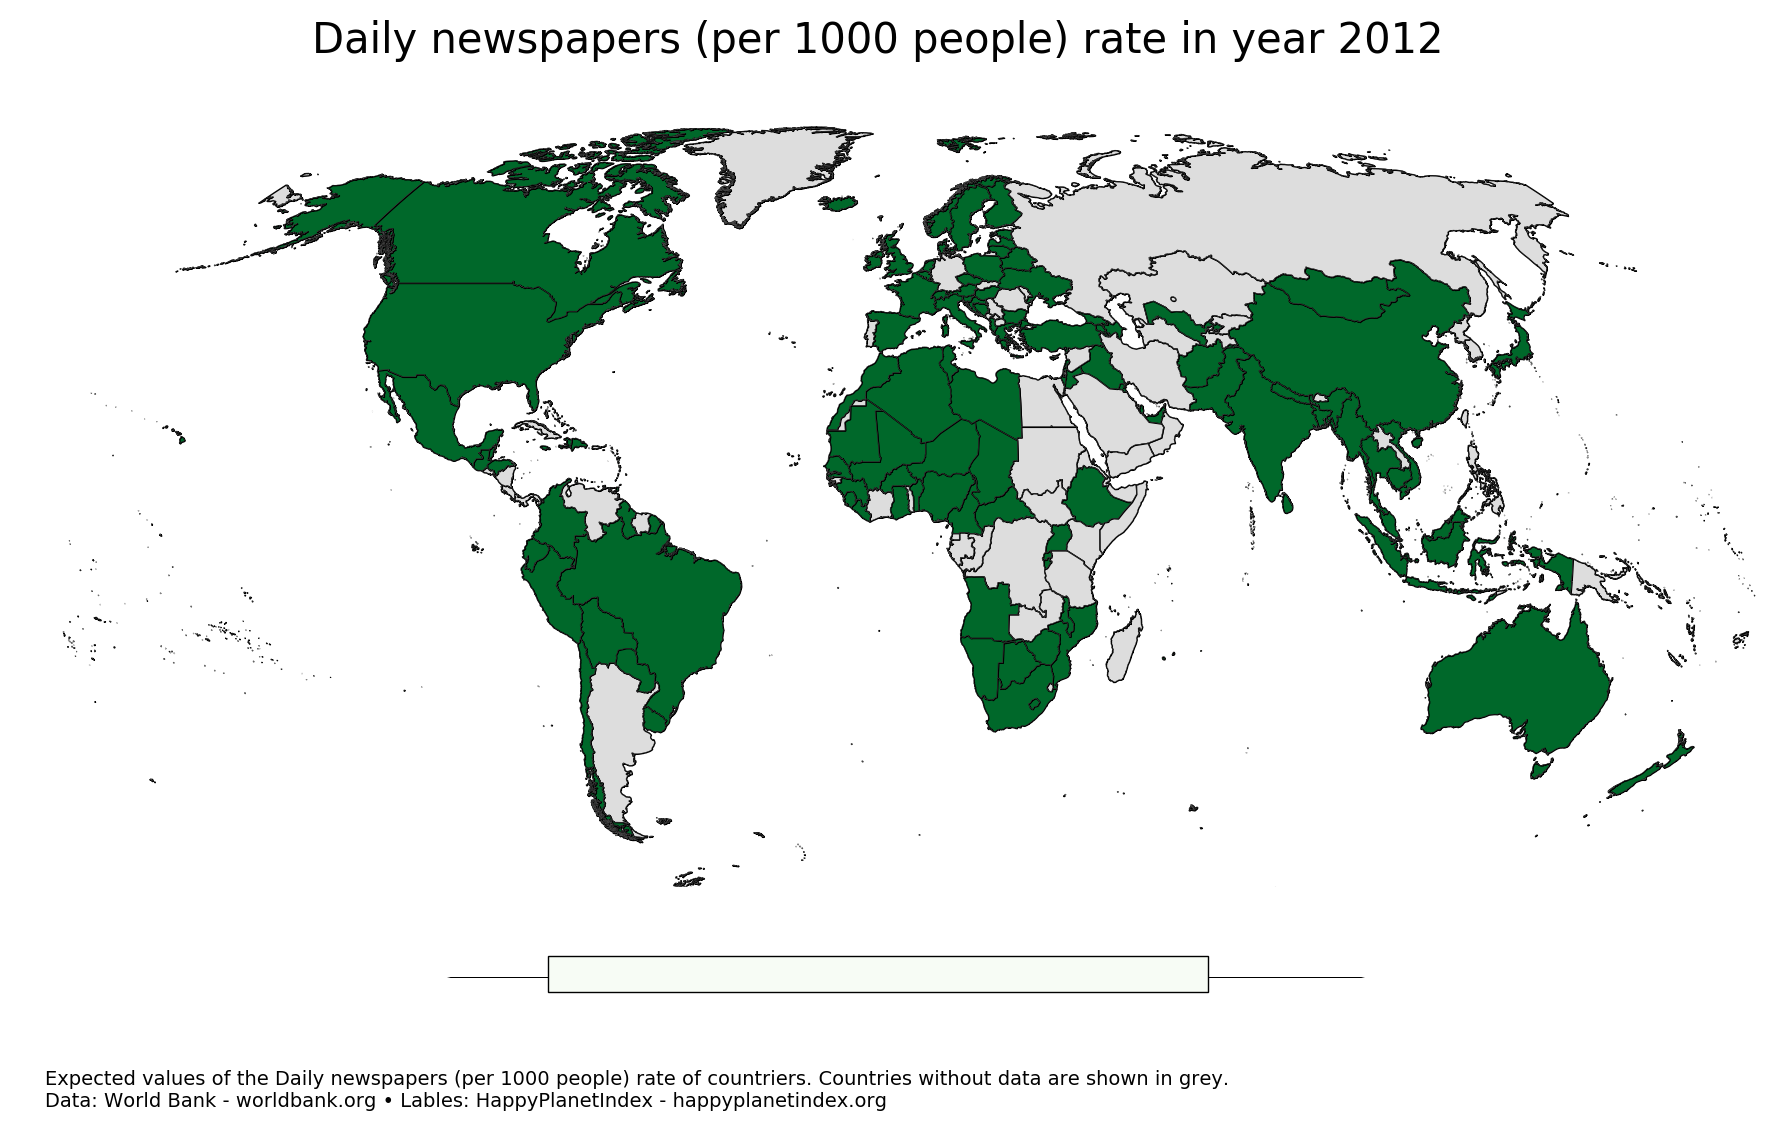 Daily newspapers (per 1000 people) rate in year 2012
Expected values of the Daily newspapers (per 1000 people) rate of countriers. Countries without data are shown in grey.
Data: World Bank - worldbank.org • Lables: HappyPlanetIndex - happyplanetindex.org